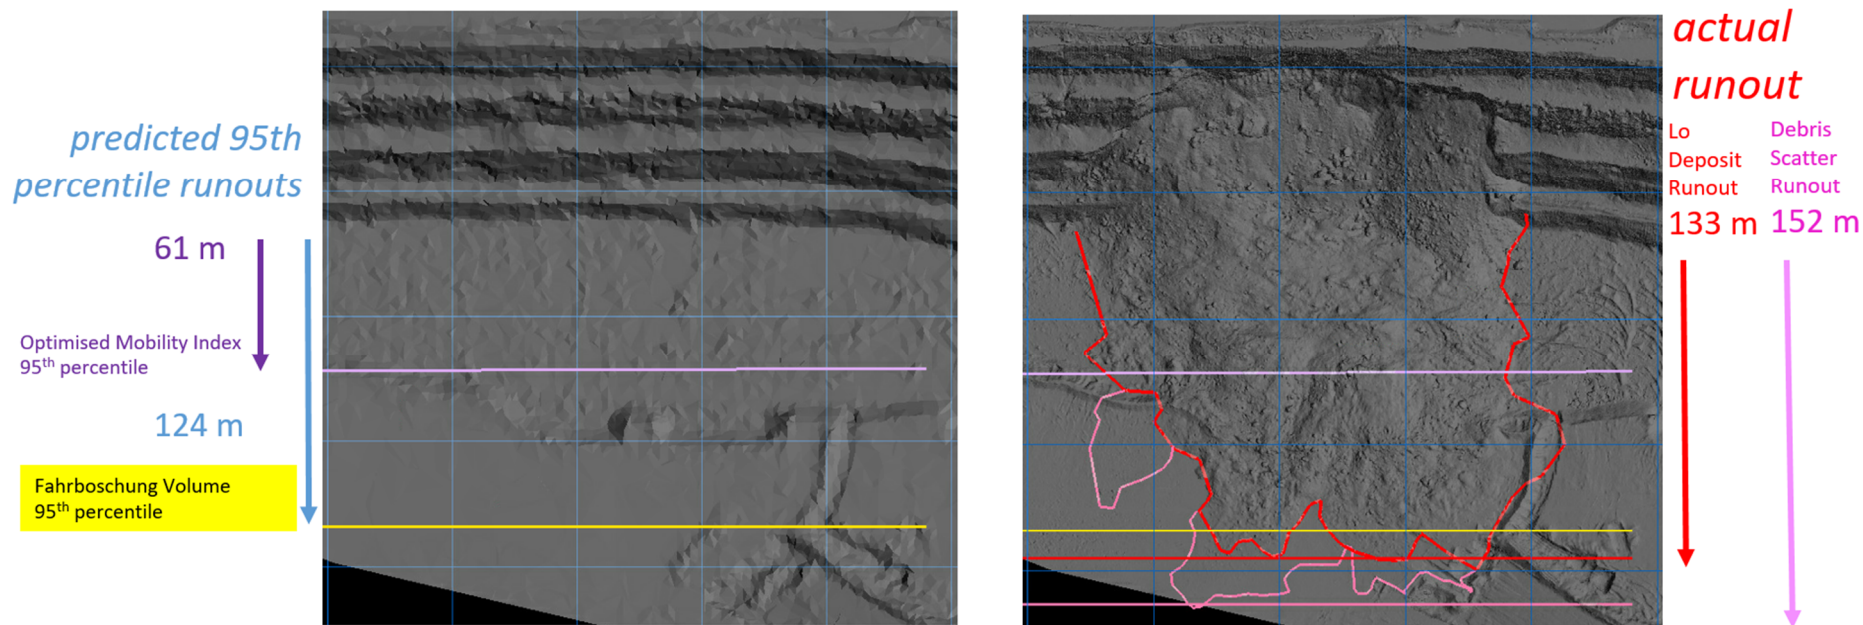 predicted 95th
percentile runouts
61 m
Optimised Mobility Index
95th percentile
124 m
Fahrboschung Volume
95th percentile
actual
runout
Lo
Deposit
Runout
133 m
Debris
Scatter
Runout
152 m